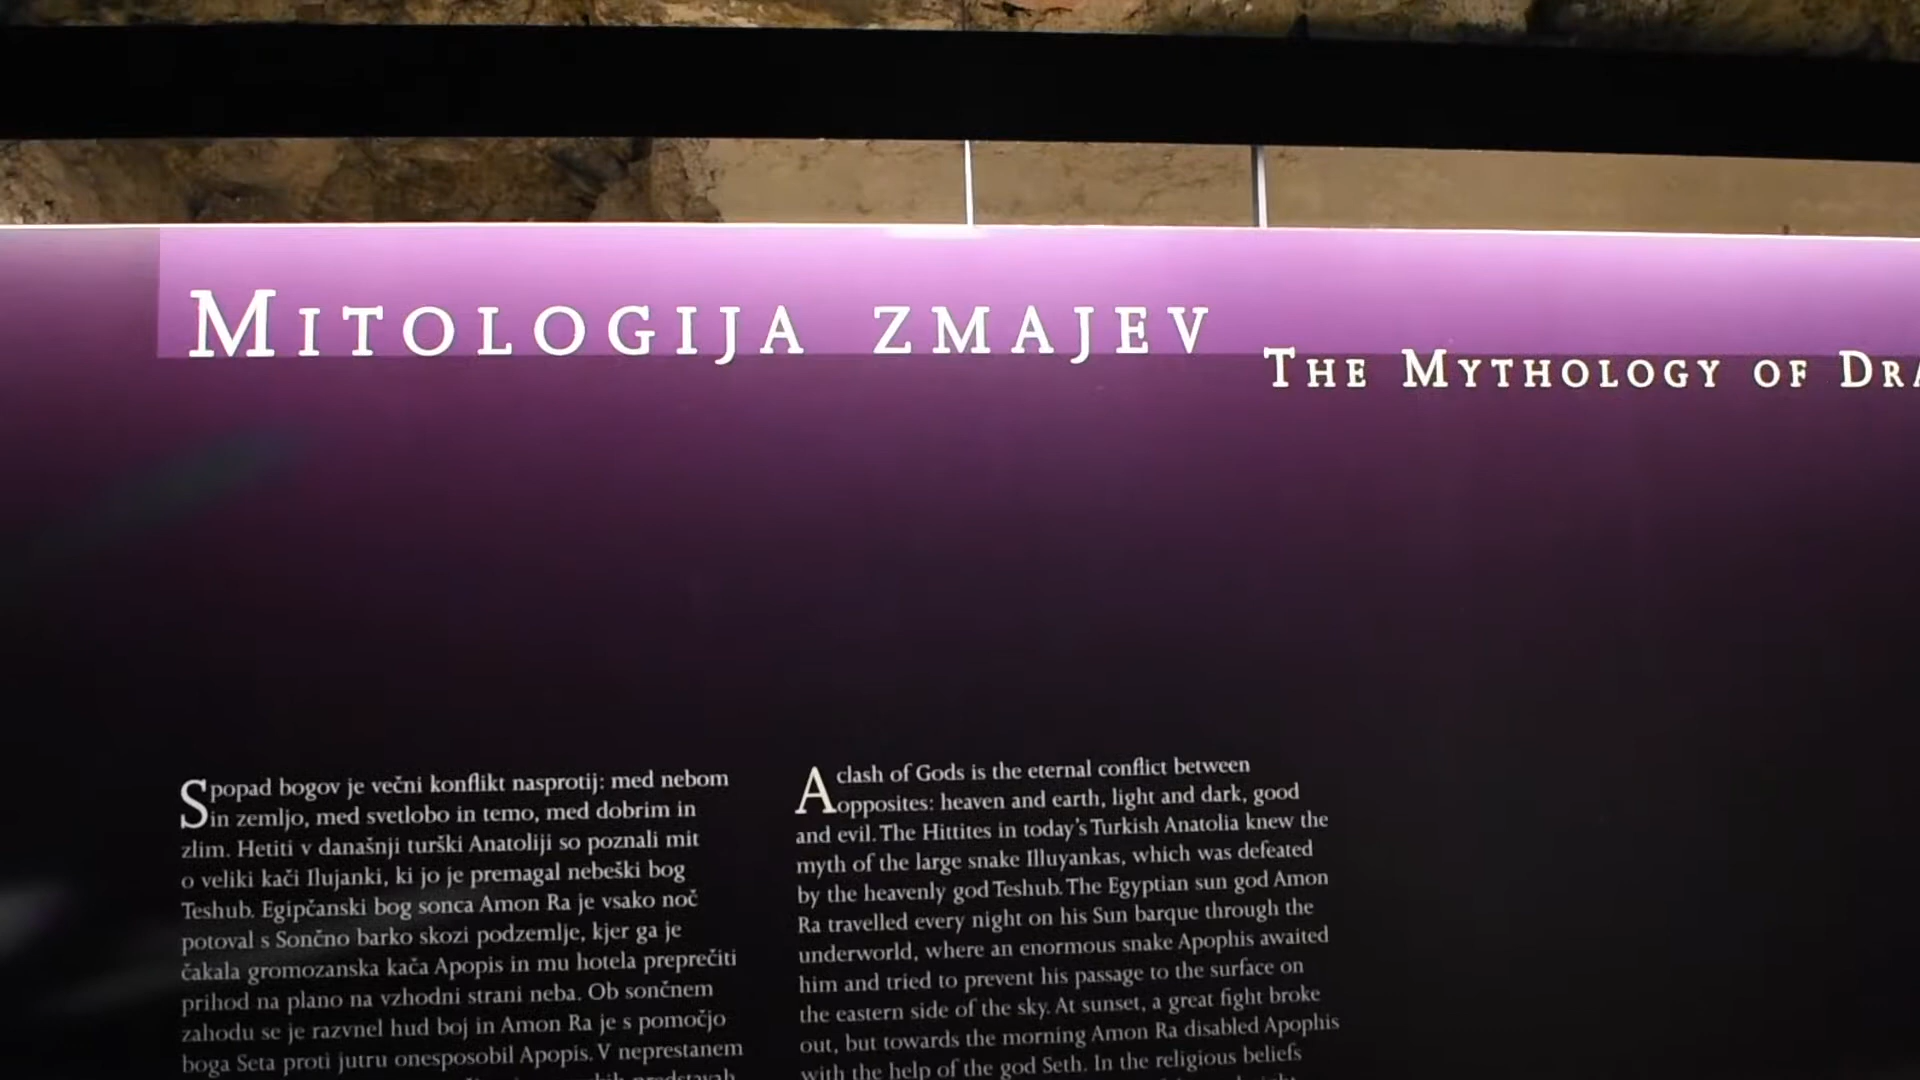 Mitologija zmajev
The Mythology of
Spopad bogov je večni konflikt nasprotij: med nebom
in zemljo, med svetlobo in temo, med dobrim in
zlim. Hetiti v današnji turški Anatoliji so poznali mit
o veliki kači Ilujanki, ki jo je premagal nebeški bog
Teshub. Egipčanski bog sonca Amon Ra je vsako noč
potoval s Sončno barko skozi podzemlje, kjer ga je
čakala gromozanska kača Apopis in mu hotela preprečiti
prihod na plano na vzhodni strani neba. Ob sončnem
zahodu se je razvnel hud boj in Amon Ra je s pomočjo
boga Seta proti jutru onesposobil Apopis. V neprestanem
A clash of Gods is the eternal conflict between
opposites: heaven and earth, light and dark, good
and evil. The Hittites in today's Turkish Anatolia knew the
myth of the large snake Illuyankas, which was defeated
by the heavenly god Teshub. The Egyptian sun god Amon
Ra travelled every night on his Sun barque through the
underworld, where an enormous snake Apophis awaited
him and tried to prevent his passage to the surface on
the eastern side of the sky. At sunset, a great fight broke
out, but towards the morning Amon Ra disabled Apophis
with the help of the god Seth. In the religious beliefs